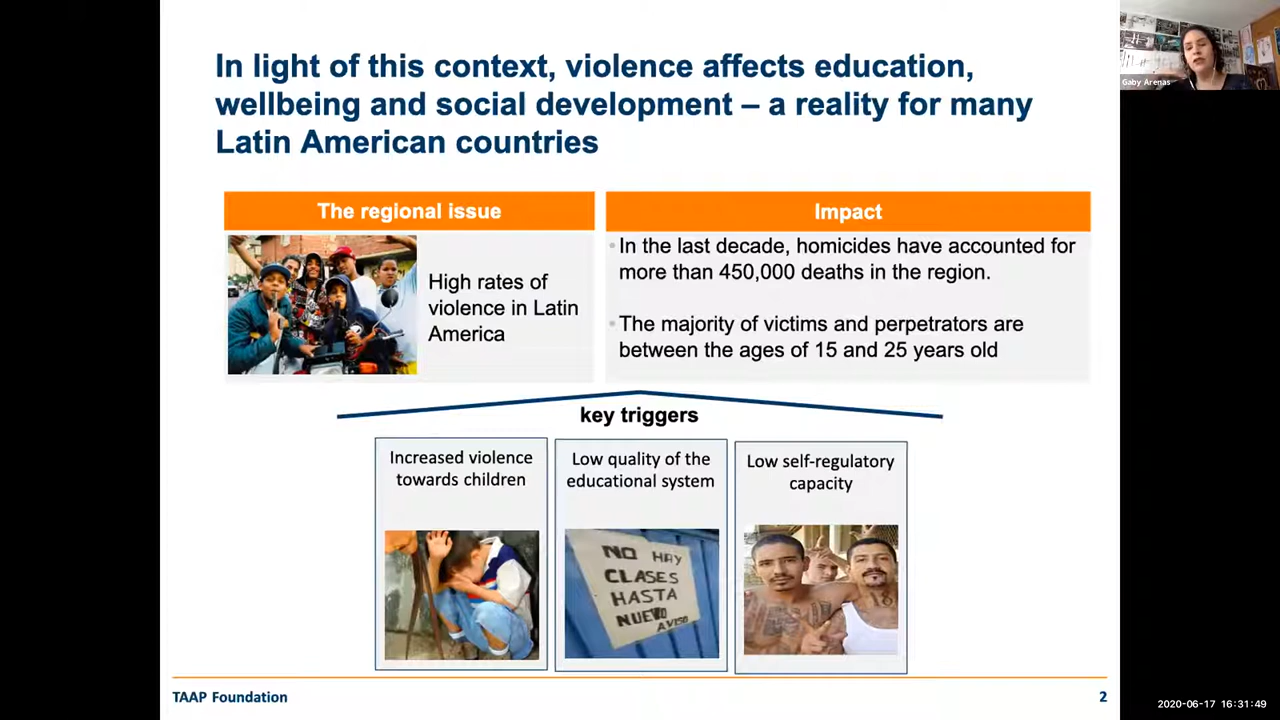 In light of this context, violence affects education,
wellbeing and social development – a reality for many
Latin American countries
Gaby Arenas
The regional issue
High rates of
violence in Latin
America
Impact
In the last decade, homicides have accounted for
more than 450,000 deaths in the region.
The majority of victims and perpetrators are
between the ages of 15 and 25 years old
key triggers
Increased violence
towards children
Low quality of the
educational system
NO HAY
CLASES
HASTA
NUEVO
AVISO
Low self-regulatory
capacity
18
TAAP Foundation
2
2020-06-17 16:31:49